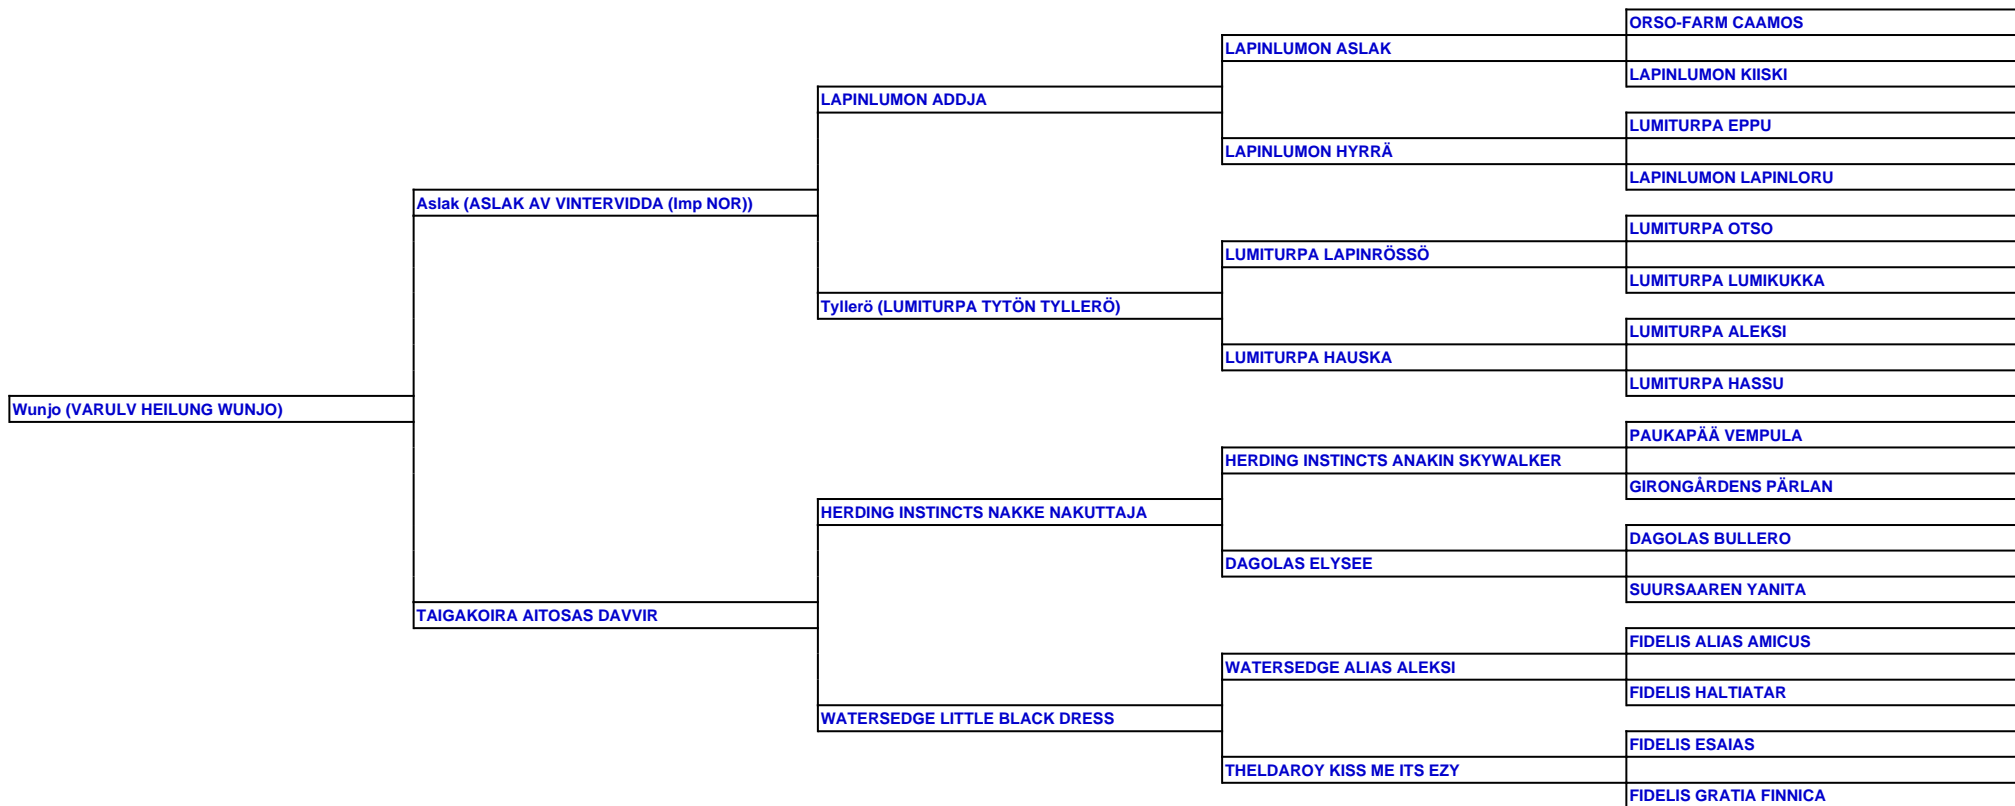 ORSO-FARM CAAMOS
LAPINLUMON ASLAK
LAPINLUMON KIISKI
LAPINLUMON ADDJA
LUMITURPA EPPU
LAPINLUMON HYRRÄ
LAPINLUMON LAPINLORU
Aslak (ASLAK AV VINTERVIDDA (Imp NOR))
LUMITURPA OTSO
LUMITURPA LAPINRÖSSÖ
LUMITURPA LUMIKUKKA
Tyllerö (LUMITURPA TYTÖN TYLLERÖ)
LUMITURPA ALEKSI
LUMITURPA HAUSKA
LUMITURPA HASSU
Wunjo (VARULV HEILUNG WUNJO)
PAUKAPÄÄ VEMPULA
HERDING INSTINCTS ANAKIN SKYWALKER
GIRONGÅRDENS PÄRLAN
HERDING INSTINCTS NAKKE NAKUTTAJA
DAGOLAS BULLERO
DAGOLAS ELYSEE
SUURSAAREN YANITA
TAIGAKOIRA AITOSAS DAVVIR
FIDELIS ALIAS AMICUS
WATERSEDGE ALIAS ALEKSI
FIDELIS HALTIATAR
WATERSEDGE LITTLE BLACK DRESS
FIDELIS ESAIAS
THELDAROY KISS ME ITS EZY
FIDELIS GRATIA FINNICA